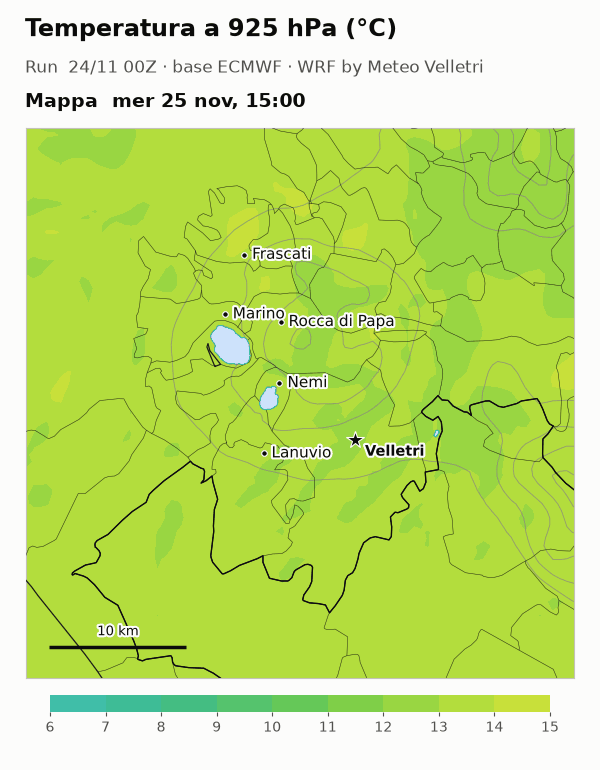 Temperatura a 925 hPa (°C)
Run  24/11 00Z · base ECMWF · WRF by Meteo Velletri
Mappa  mer 25 nov, 15:00
Frascati
Marino
Rocca di Papa
Nemi
Velletri
Lanuvio
10 km
6 7 8 9 10 11 12 13 14 15